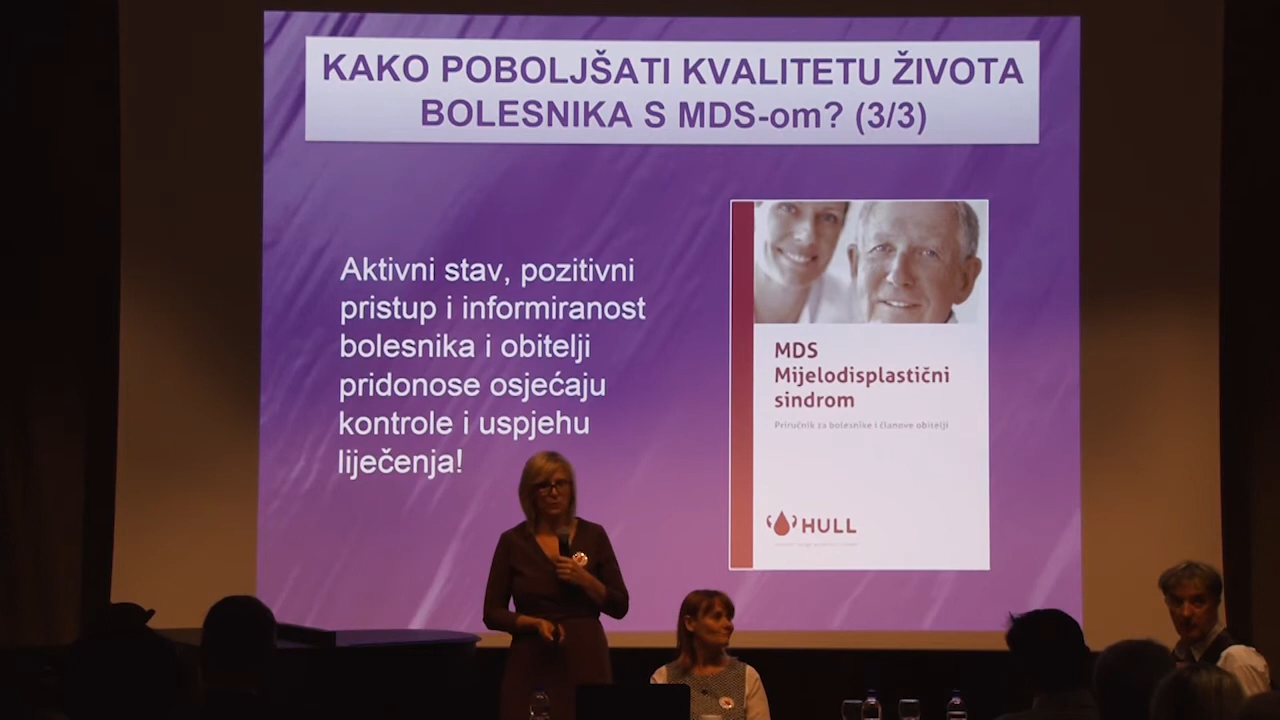 KAKO POBOLJŠATI KVALITETU ŽIVOTA
BOLESNIKA S MDS-om? (3/3)
Aktivni stav, pozitivni
pristup i informiranost
bolesnika i obitelji
pridonose osjećaju
kontrole i uspjehu
liječenja!
MDS
Mijelodisplastični
sindrom
Priručnik za bolesnike i članove obitelji
HULL